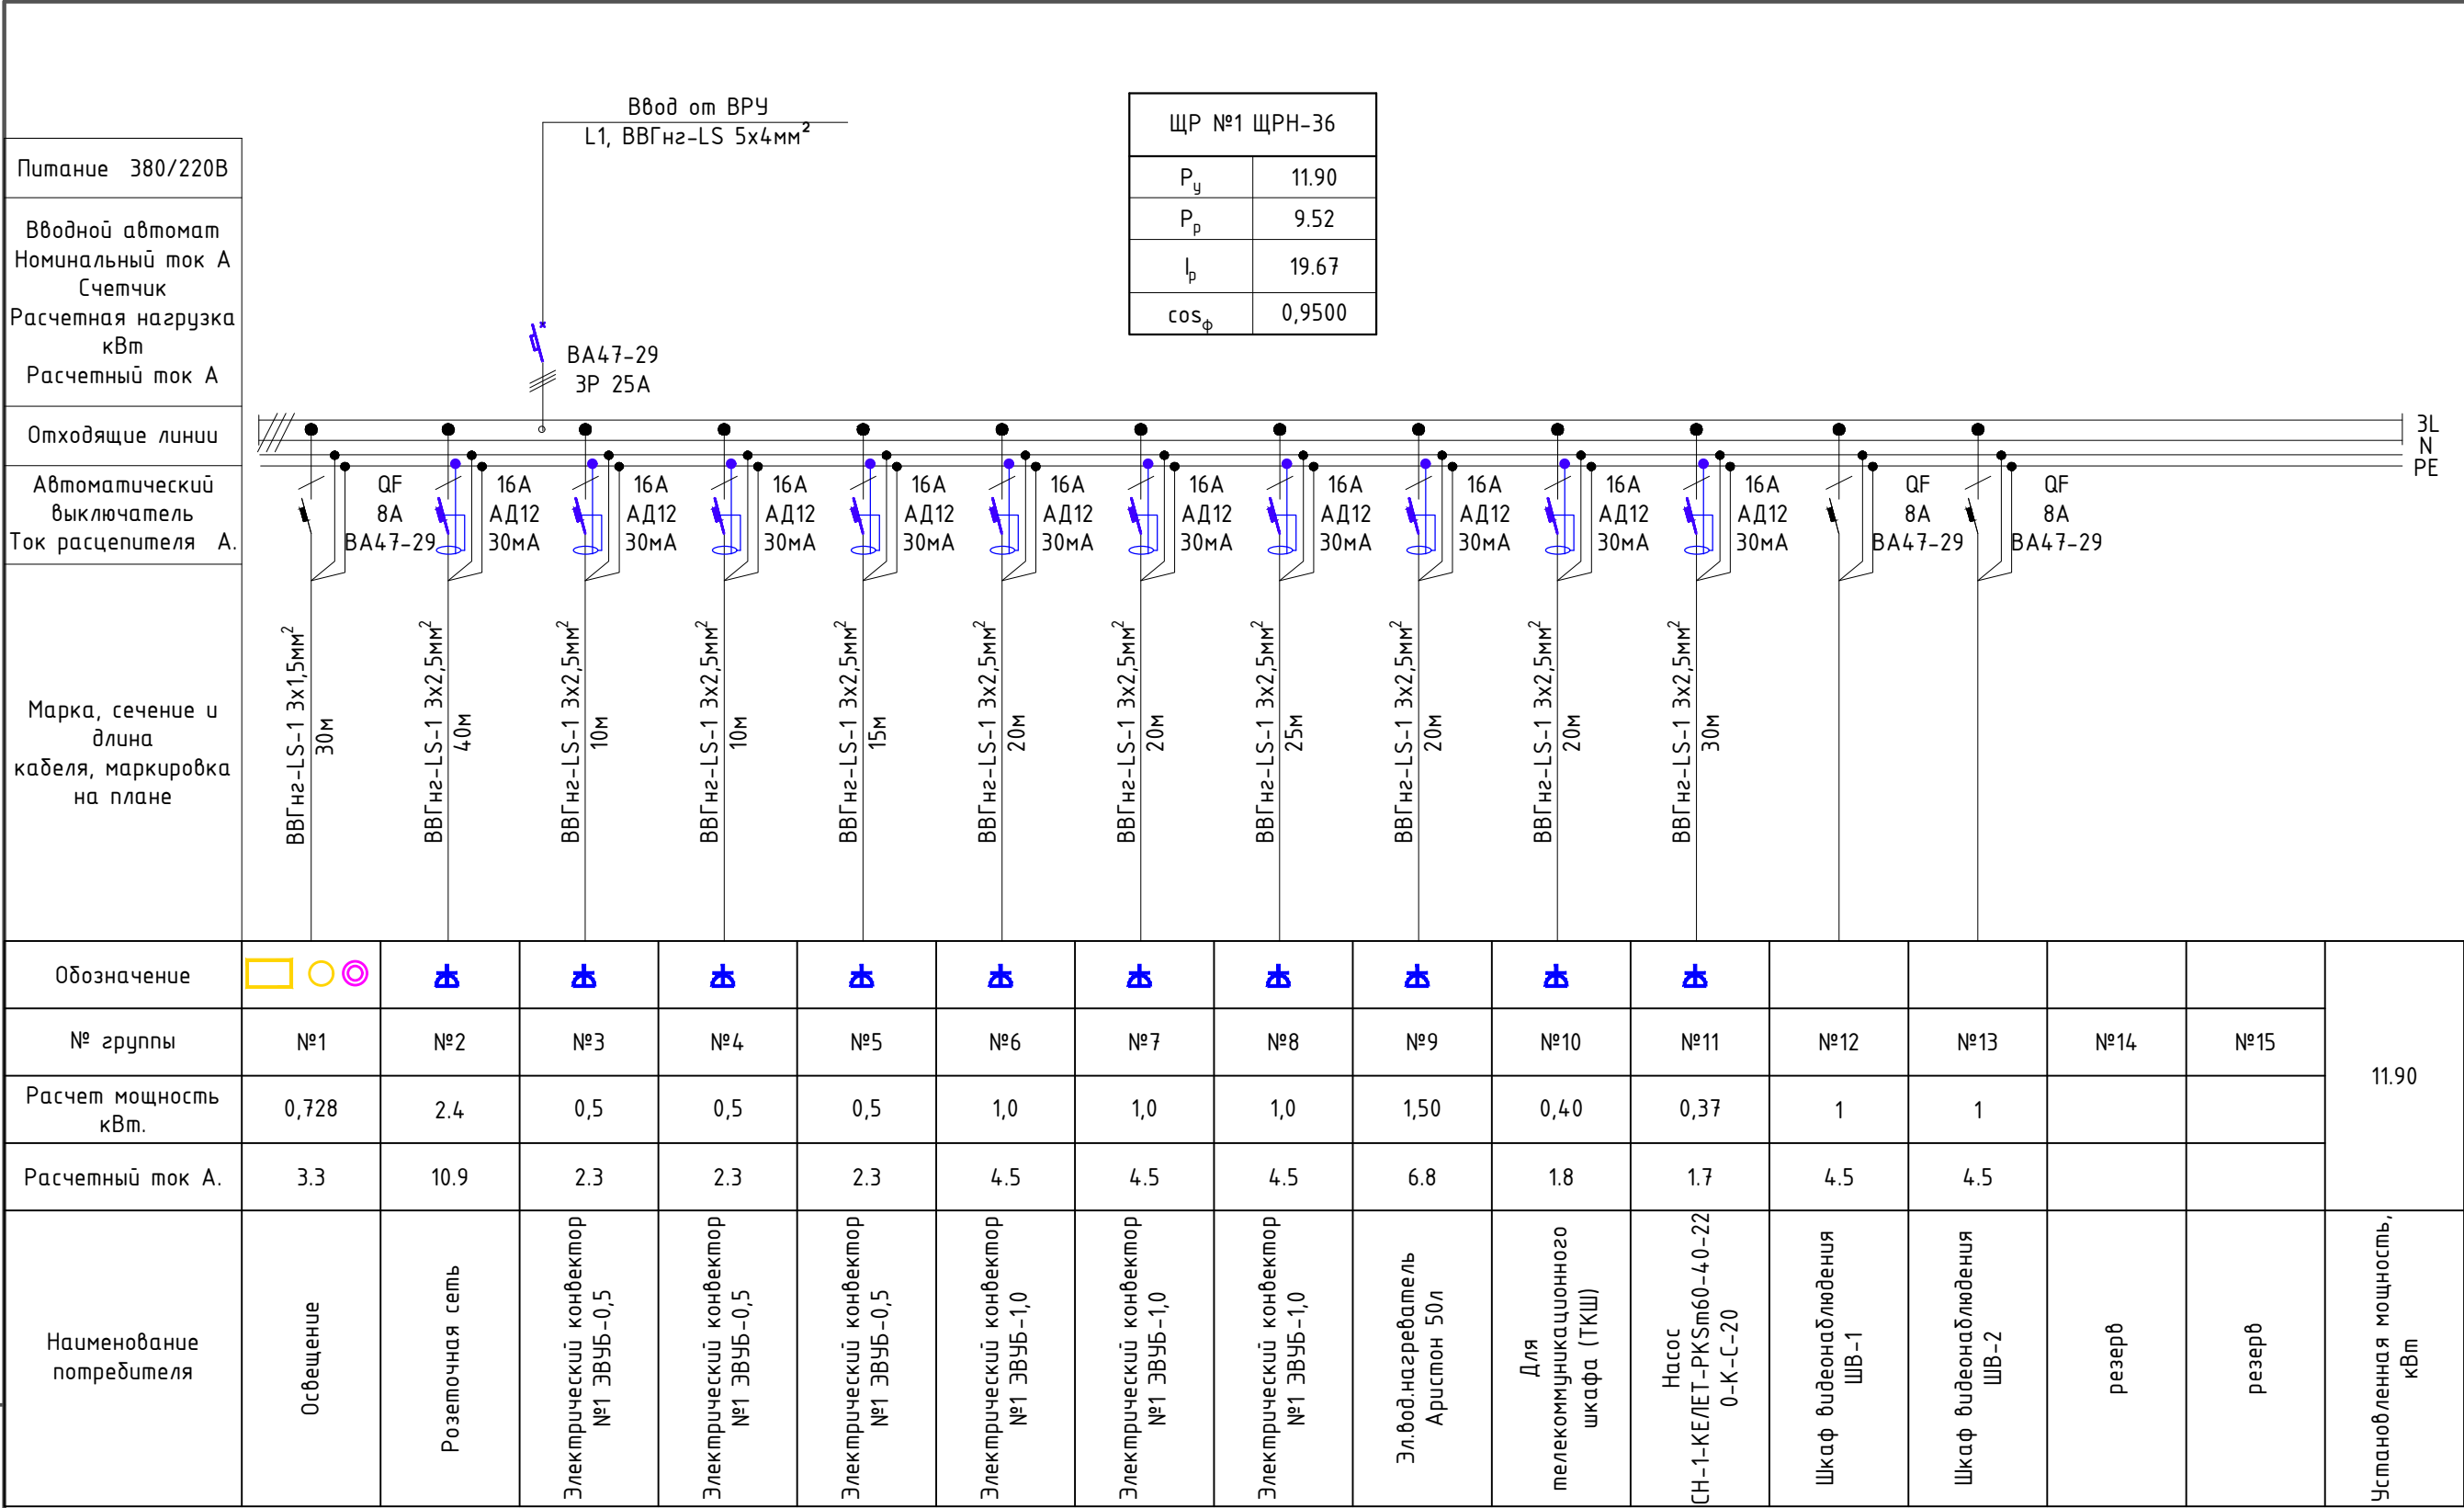 Ввод от ВРУ
L1, ВВГнг-LS 5х4мм²
ЩР №1 ЩРН-36
Pу 11.90
Pр 9.52
Iр 19.67
cosф 0,9500
Питание 380/220В
Вводной автомат
Номинальный ток А
Счетчик
Расчетная нагрузка
кВт
Расчетный ток А
ВА47-29
3Р 25А
Отходящие линии
3L
N
PE
Автоматический
выключатель
Ток расцепителя А.
QF
8А
ВА47-29
16А
АД12
30мА
16А
АД12
30мА
16А
АД12
30мА
16А
АД12
30мА
16А
АД12
30мА
16А
АД12
30мА
16А
АД12
30мА
16А
АД12
30мА
16А
АД12
30мА
16А
АД12
30мА
QF
8А
ВА47-29
QF
8А
ВА47-29
Марка, сечение и
длина
кабеля, маркировка
на плане
ВВГнг-LS-1 3х1,5мм²
30м
ВВГнг-LS-1 3х2,5мм²
40м
ВВГнг-LS-1 3х2,5мм²
10м
ВВГнг-LS-1 3х2,5мм²
10м
ВВГнг-LS-1 3х2,5мм²
15м
ВВГнг-LS-1 3х2,5мм²
20м
ВВГнг-LS-1 3х2,5мм²
20м
ВВГнг-LS-1 3х2,5мм²
25м
ВВГнг-LS-1 3х2,5мм²
20м
ВВГнг-LS-1 3х2,5мм²
20м
ВВГнг-LS-1 3х2,5мм²
30м
Обозначение
№ группы №1 №2 №3 №4 №5 №6 №7 №8 №9 №10 №11 №12 №13 №14 №15
11.90
Расчет мощность
кВт.
0,728 2.4 0,5 0,5 0,5 1,0 1,0 1,0 1,50 0,40 0,37 1 1
Расчетный ток А. 3.3 10.9 2.3 2.3 2.3 4.5 4.5 4.5 6.8 1.8 1.7 4.5 4.5
Наименование
потребителя
Освещение
Розеточная сеть
Электрический конвектор
№1 ЭВУБ-0,5
Электрический конвектор
№1 ЭВУБ-0,5
Электрический конвектор
№1 ЭВУБ-0,5
Электрический конвектор
№1 ЭВУБ-1,0
Электрический конвектор
№1 ЭВУБ-1,0
Электрический конвектор
№1 ЭВУБ-1,0
Эл.вод.нагреватель
Аристон 50л
Для
телекоммуникационного
шкафа (ТКШ)
Насос
СН-1-КЕЛЕТ-PKSm60-40-22
0-К-С-20
Шкаф видеонаблюдения
ШВ-1
Шкаф видеонаблюдения
ШВ-2
резерв
резерв
Установленная мощность,
кВт